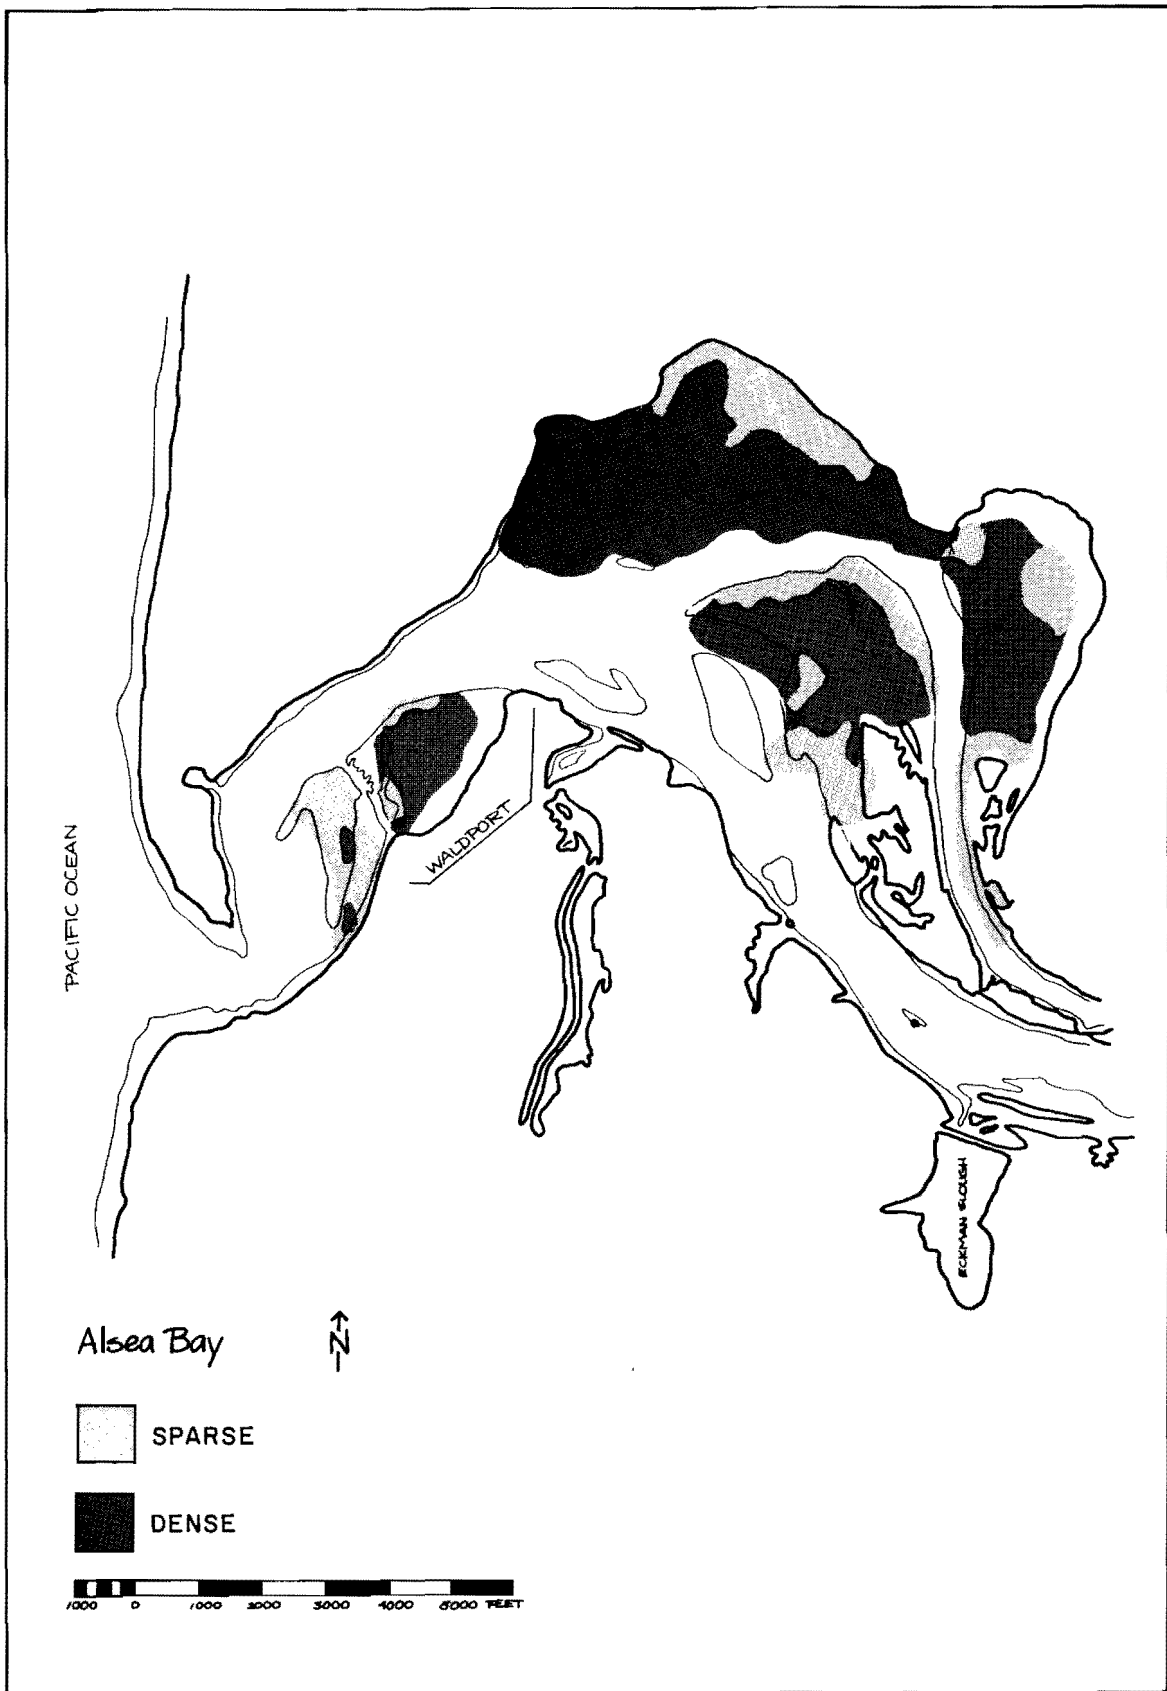 PACIFIC OCEAN
WALDPORT
ECKMAN SLOUGH
Alsea Bay
N
SPARSE
DENSE
1000 0 1000 2000 3000 4000 5000 FEET